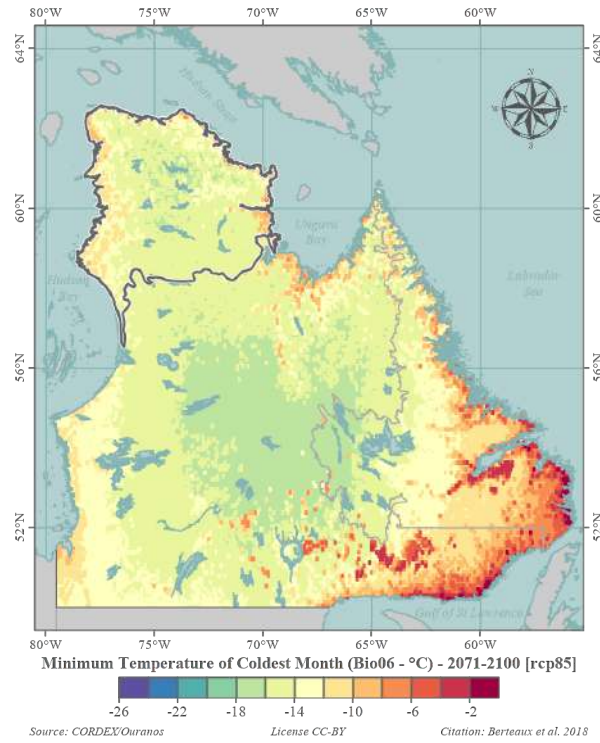 80°W 75°W 70°W 65°W 60°W
64°N 64°N
Hudson Strait
N
W E
S
60°N 60°N
Ungava
Bay
Hudson
Bay
Labrador
Sea
56°N 56°N
52°N 52°N
Gulf of St Lawrence
80°W 75°W 70°W 65°W 60°W
Minimum Temperature of Coldest Month (Bio06 - °C) - 2071-2100 [rcp85]
-26 -22 -18 -14 -10 -6 -2
Source: CORDEX/Ouranos License CC-BY Citation: Berteaux et al. 2018